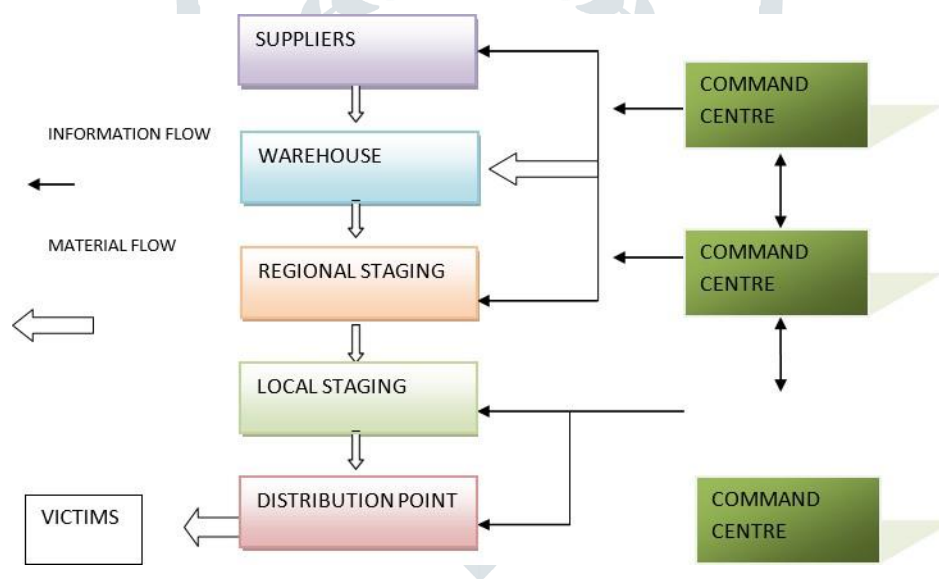 SUPPLIERS
COMMAND
CENTRE
INFORMATION FLOW
WAREHOUSE
MATERIAL FLOW
REGIONAL STAGING
COMMAND
CENTRE
LOCAL STAGING
DISTRIBUTION POINT
VICTIMS
COMMAND
CENTRE